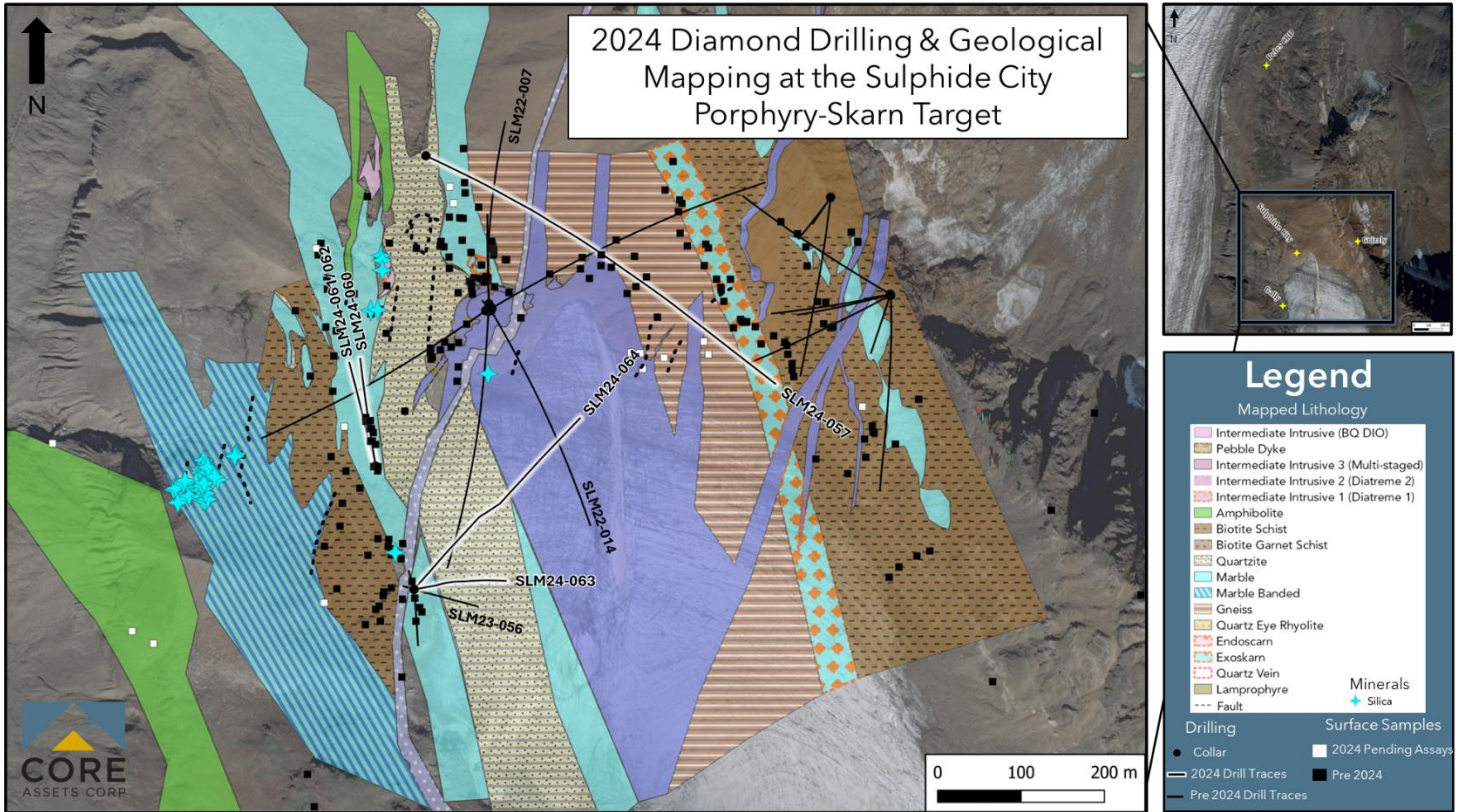 N
2024 Diamond Drilling & Geological
Mapping at the Sulphide City
Porphyry-Skarn Target
SLM22-007
SLM24-061/062
SLM24-060
SLM24-064
SLM24-057
SLM22-014
SLM24-063
SLM23-056
CORE
ASSETS CORP
0 100 200 m
N
Sulphide City
Grizzly
Gully
Legend
Mapped Lithology
Intermediate Intrusive (BQ DIO)
Pebble Dyke
Intermediate Intrusive 3 (Multi-staged)
Intermediate Intrusive 2 (Diatreme 2)
Intermediate Intrusive 1 (Diatreme 1)
Amphibolite
Biotite Schist
Biotite Garnet Schist
Quartzite
Marble
Marble Banded
Gneiss
Quartz Eye Rhyolite
Endoscarn
Exoskarn
Quartz Vein
Lamprophyre
Fault
Minerals
Silica
Drilling
Collar
2024 Drill Traces
Pre 2024 Drill Traces
Surface Samples
2024 Pending Assays
Pre 2024